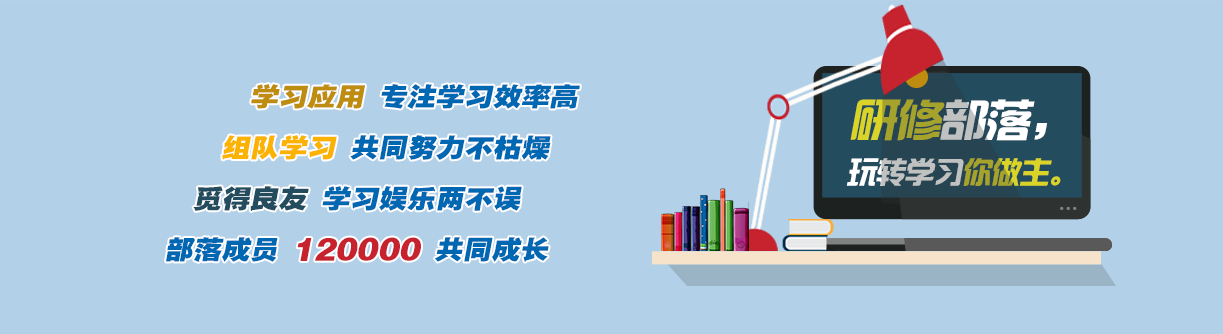 学习应用 专注学习效率高
组队学习 共同努力不枯燥
觅得良友 学习娱乐两不误
部落成员 120000 共同成长
研修部落，
玩转学习你做主。